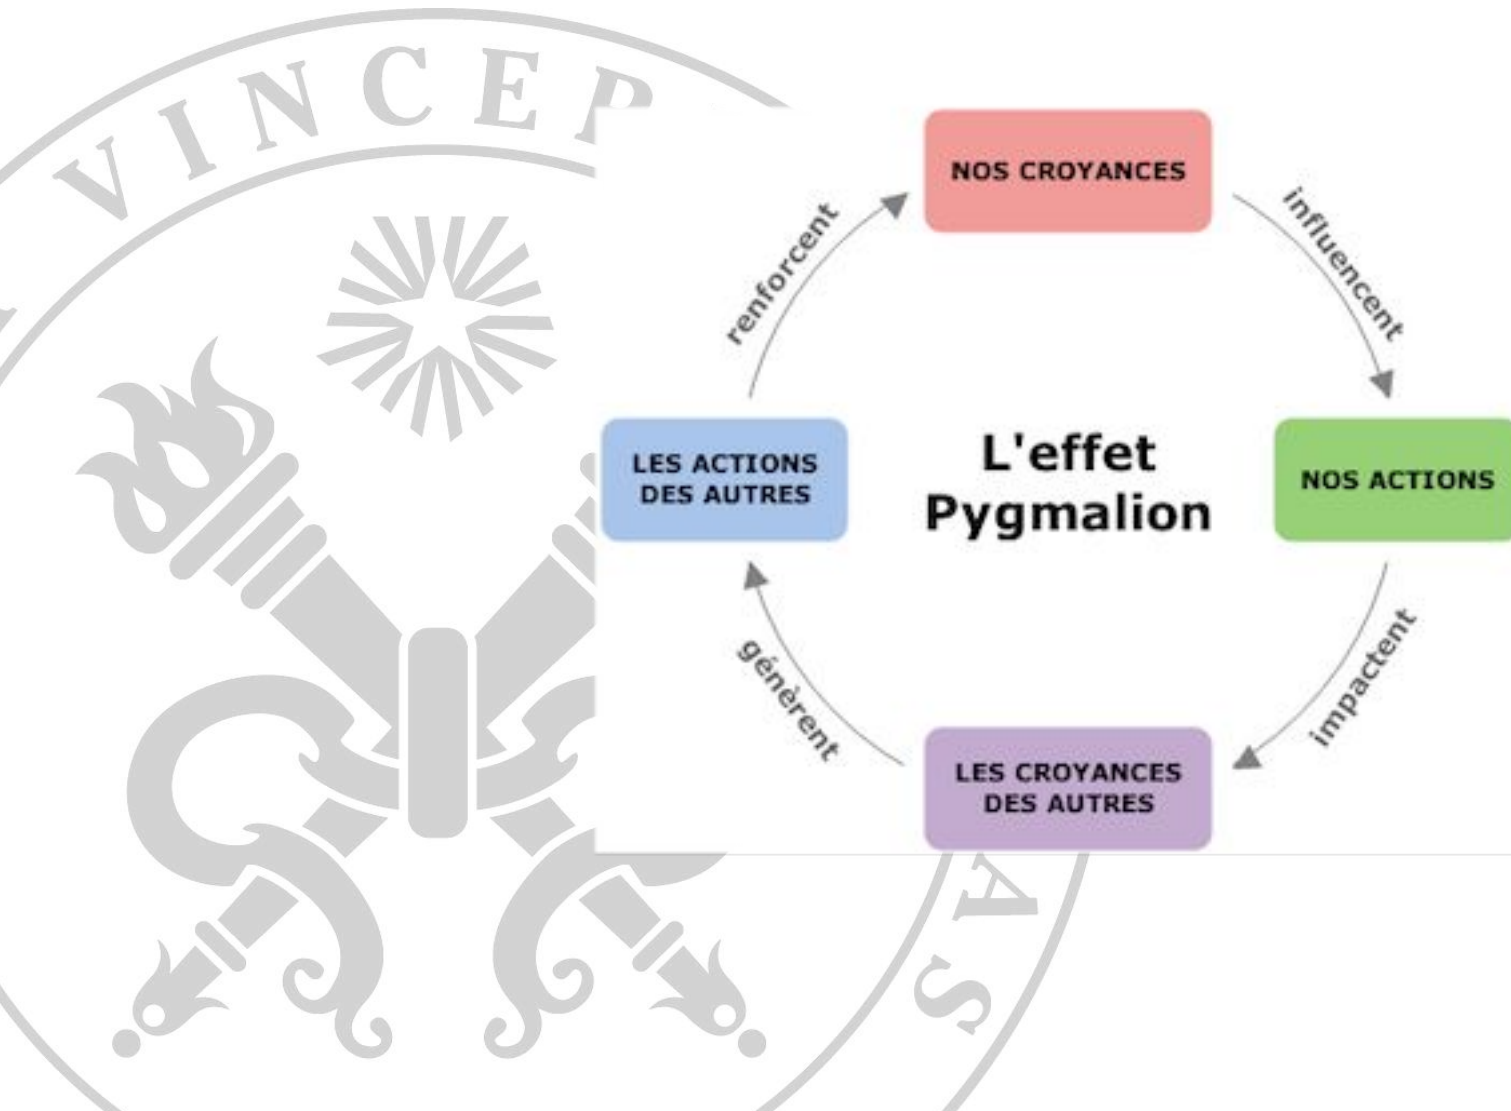 VINCE
NOS CROYANCES
influencent
NOS ACTIONS
impactent
LES CROYANCES
DES AUTRES
génèrent
LES ACTIONS
DES AUTRES
renforcent
L'effet
Pygmalion
AS